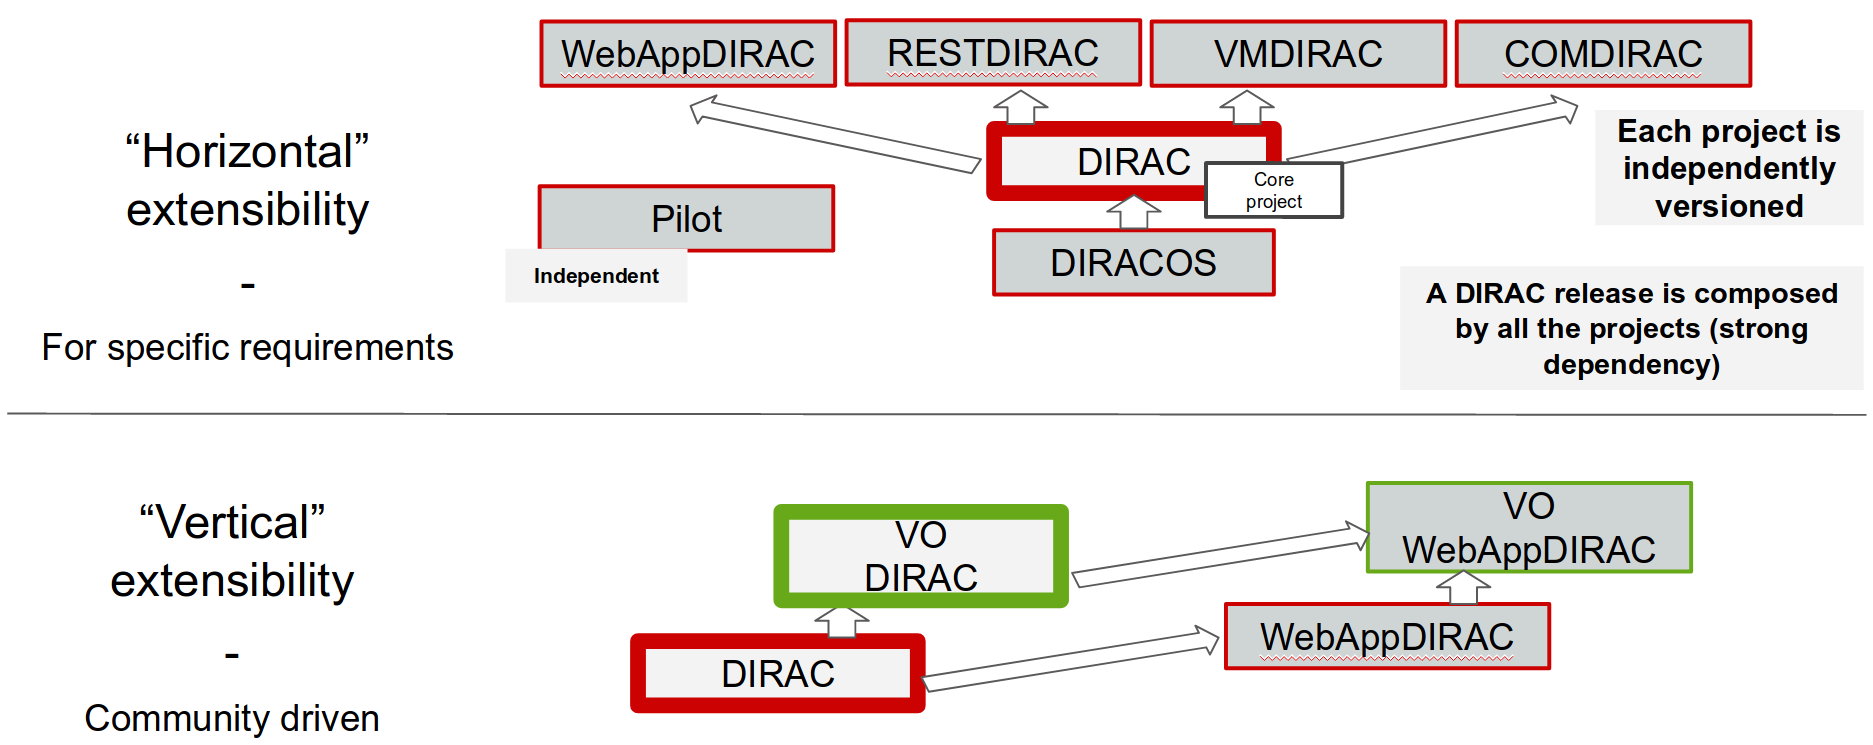 WebAppDIRAC
RESTDIRAC
VMDIRAC
COMDIRAC
“Horizontal”
extensibility
-
For specific requirements
DIRAC
Core
project
Each project is
independently
versioned
Pilot
Independent
DIRACOS
A DIRAC release is composed
by all the projects (strong
dependency)
“Vertical”
extensibility
-
Community driven
VO
DIRAC
VO
WebAppDIRAC
DIRAC
WebAppDIRAC